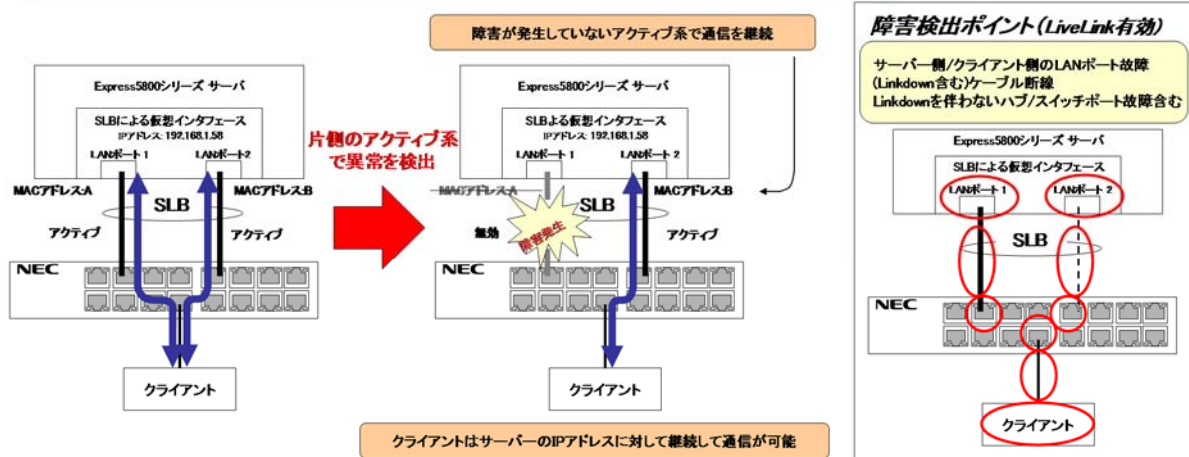 障害が発生していないアクティブ系で通信を継続
Express5800シリーズ サーバ
SLBによる仮想インタフェース
IPアドレス: 192.168.1.58
LANポート 1
LANポート2
MACアドレス:A
MACアドレス:B
SLB
アクティブ
アクティブ
NEC
クライアント
片側のアクティブ系
で異常を検出
Express5800シリーズ サーバ
SLBよる仮想インタフェース
IPアドレス: 192.168.1.58
LANポート 1
LANポート 2
MACアドレス:A
MACアドレス:B
SLB
無効
障害発生
アクティブ
NEC
クライアント
クライアントはサーバーのIPアドレスに対して継続して通信が可能
障害検出ポイント(LiveLink有効)
サーバー側/クライアント側のLANポート故障
(Linkdown含む)ケーブル断線
Linkdownを伴わないハブ/スイッチポート故障含む
Express5800シリーズ サーバ
SLBによる仮想インタフェース
LANポート 1
LANポート 2
SLB
NEC
クライアント